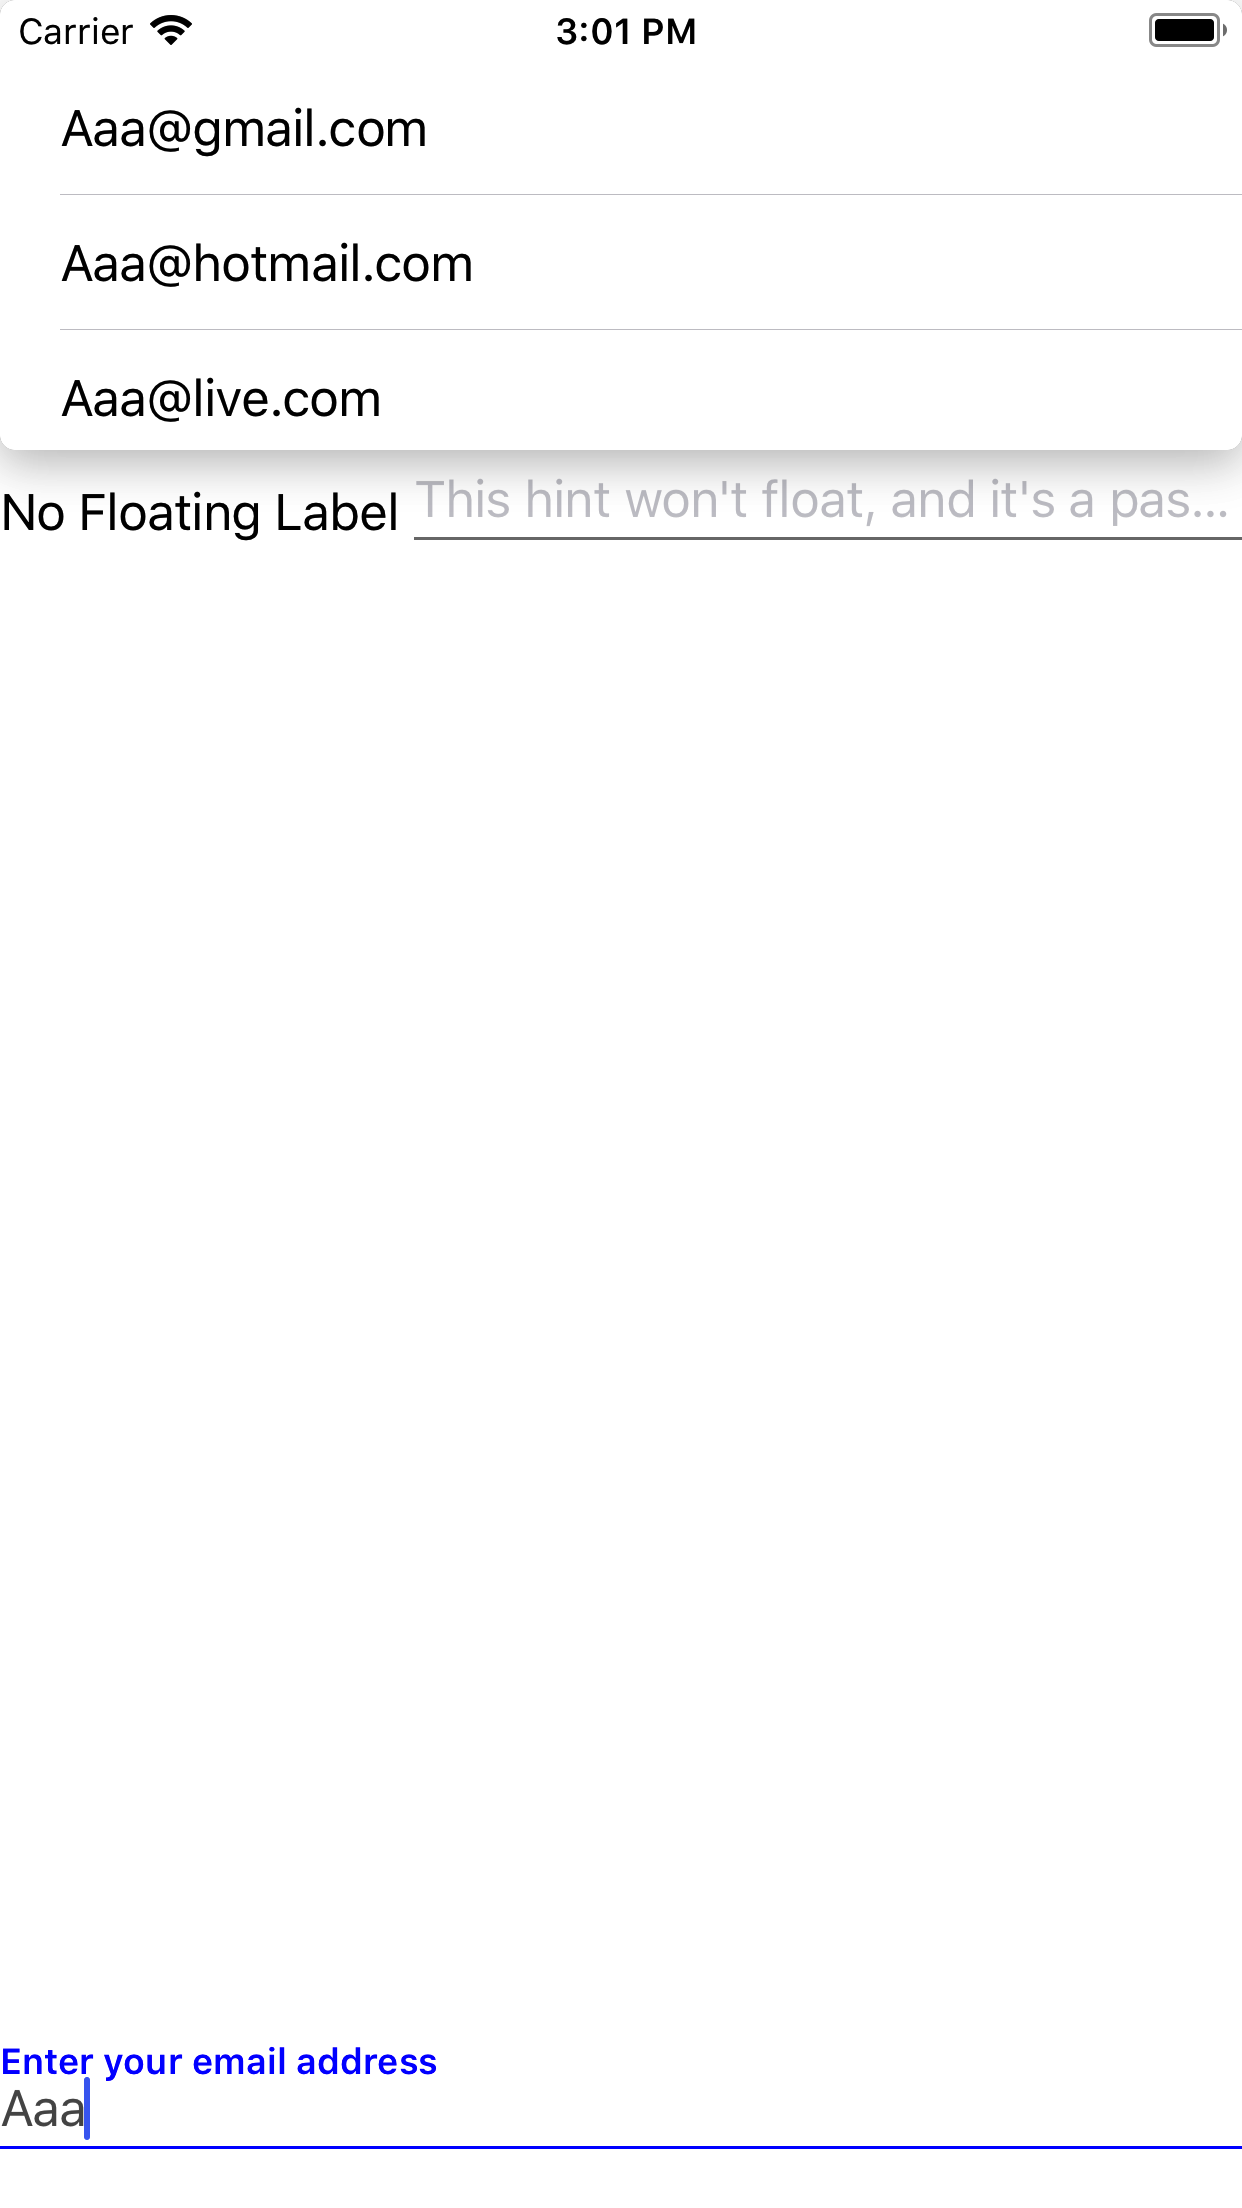 Carrier 3:01 PM
Aaa@gmail.com
Aaa@hotmail.com
Aaa@live.com
No Floating Label This hint won't float, and it's a pas...
Enter your email address
Aaa